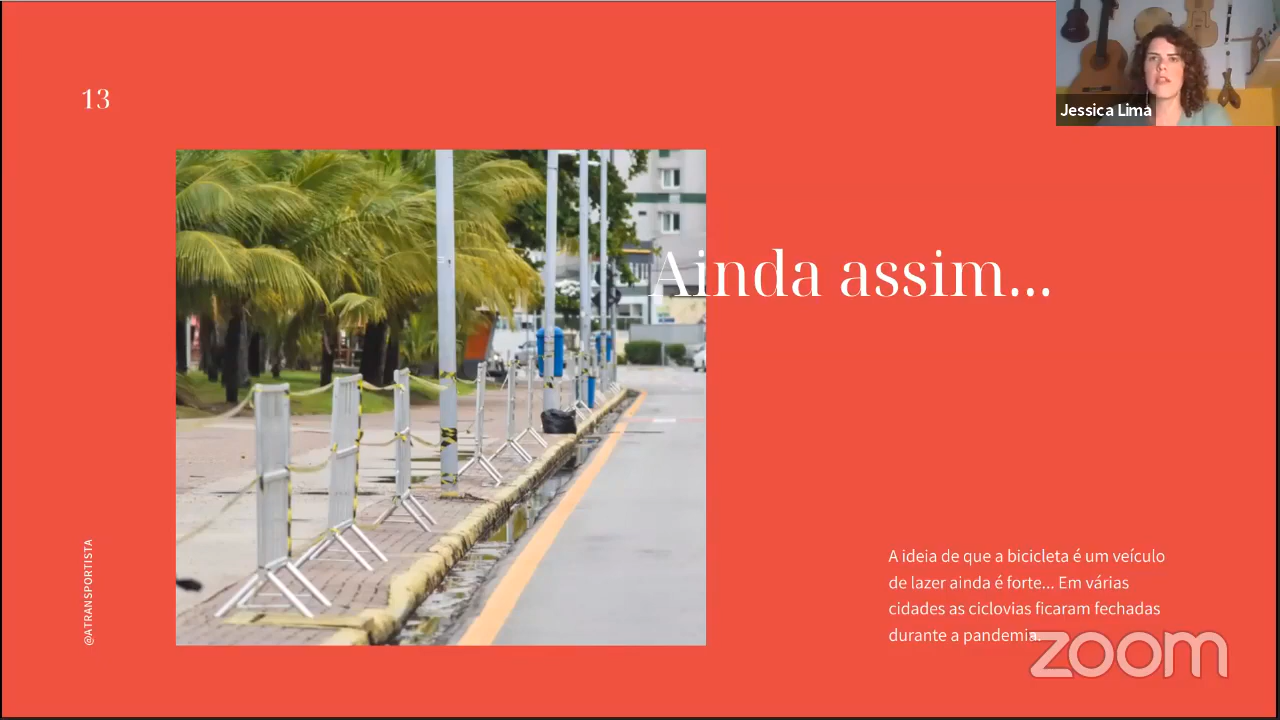 13
Jessica Lima
Ainda assim...
@ATRANSPORTISTA
A ideia de que a bicicleta é um veículo
de lazer ainda é forte... Em várias
cidades as ciclovias ficaram fechadas
durante a pandemia.
zoom